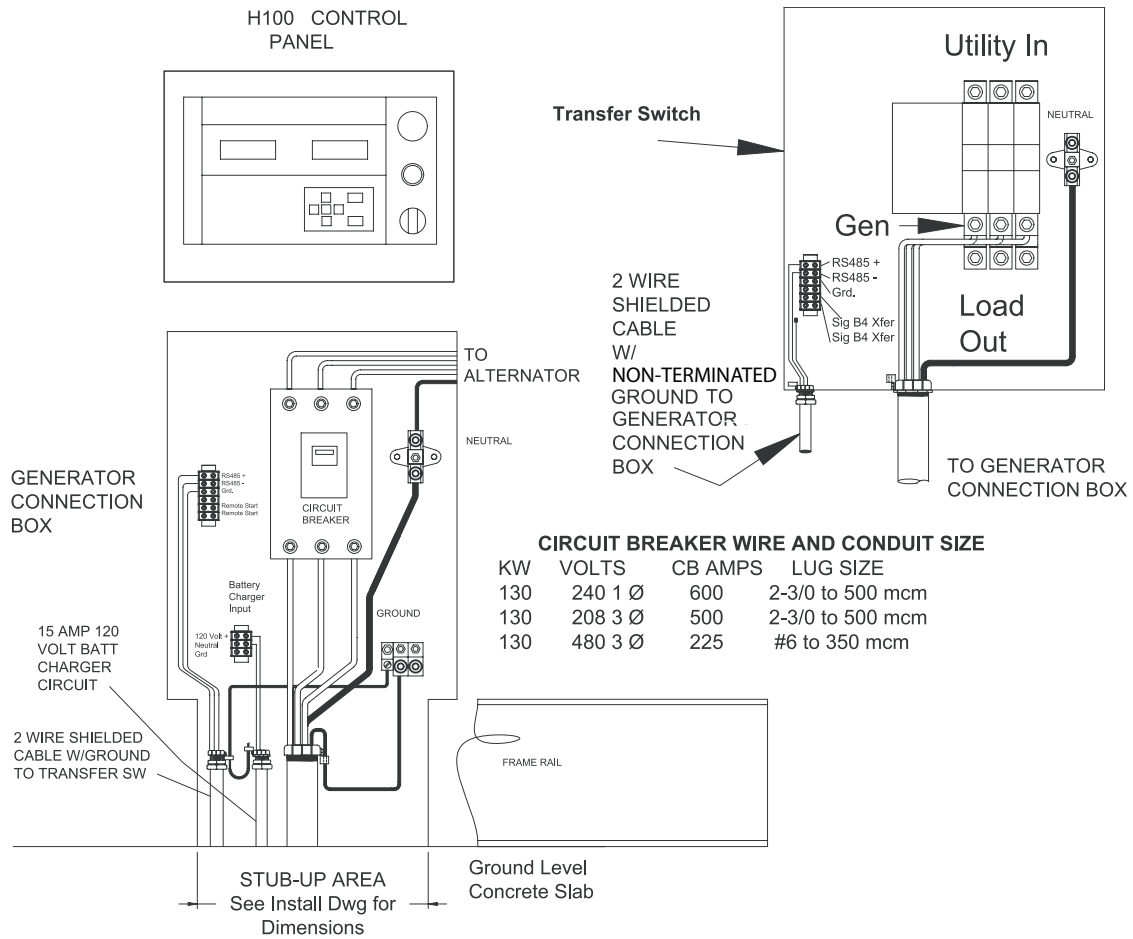 H100 CONTROL
PANEL
Transfer Switch
Utility In
NEUTRAL
Gen
RS485 +
RS485 -
Grd.
Sig B4 Xfer
Sig B4 Xfer
Load
Out
2 WIRE
SHIELDED
CABLE
W/
NON-TERMINATED
GROUND TO
GENERATOR
CONNECTION
BOX
TO GENERATOR
CONNECTION BOX
TO
ALTERNATOR
NEUTRAL
GENERATOR
CONNECTION
BOX
RS485 +
RS485 -
Grd.
Remote Start
Remote Start
CIRCUIT
BREAKER
Battery
Charger
Input
120 Volt +
Neutral
Grd
GROUND
15 AMP 120
VOLT BATT
CHARGER
CIRCUIT
2 WIRE SHIELDED
CABLE W/GROUND
TO TRANSFER SW
CIRCUIT BREAKER WIRE AND CONDUIT SIZE
KW VOLTS CB AMPS LUG SIZE
130 240 1 Ø 600 2-3/0 to 500 mcm
130 208 3 Ø 500 2-3/0 to 500 mcm
130 480 3 Ø 225 #6 to 350 mcm
FRAME RAIL
STUB-UP AREA
See Install Dwg for
Dimensions
Ground Level
Concrete Slab